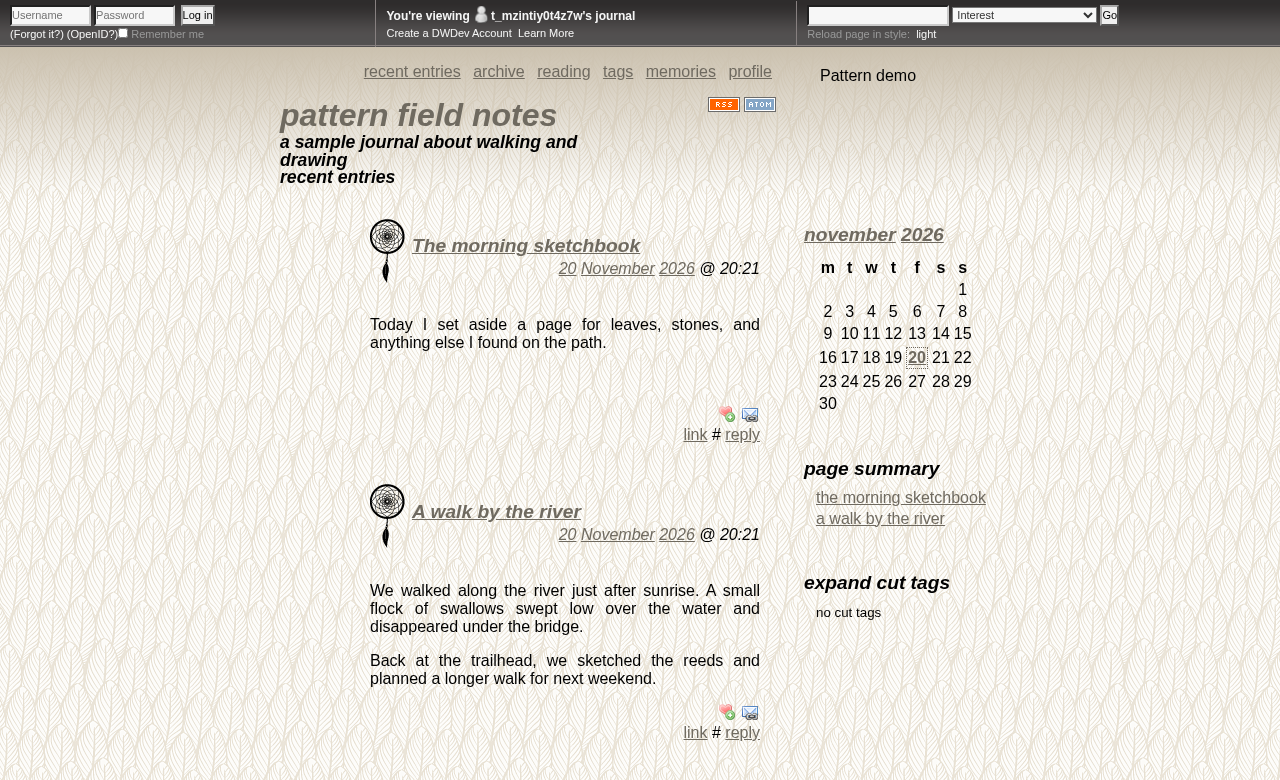 Username Password Log in
(Forgot it?) (OpenID?) Remember me
You're viewing t_mzintiy0t4z7w's journal
Create a DWDev Account Learn More
Interest Go
Reload page in style: light
recent entries archive reading tags memories profile
Pattern demo
pattern field notes
RSS ATOM
a sample journal about walking and
drawing
recent entries
The morning sketchbook
20 November 2026 @ 20:21
Today I set aside a page for leaves, stones, and
anything else I found on the path.
link # reply
A walk by the river
20 November 2026 @ 20:21
We walked along the river just after sunrise. A small
flock of swallows swept low over the water and
disappeared under the bridge.
Back at the trailhead, we sketched the reeds and
planned a longer walk for next weekend.
link # reply
november 2026
m t w t f s s
1
2 3 4 5 6 7 8
9 10 11 12 13 14 15
16 17 18 19 20 21 22
23 24 25 26 27 28 29
30
page summary
the morning sketchbook
a walk by the river
expand cut tags
no cut tags